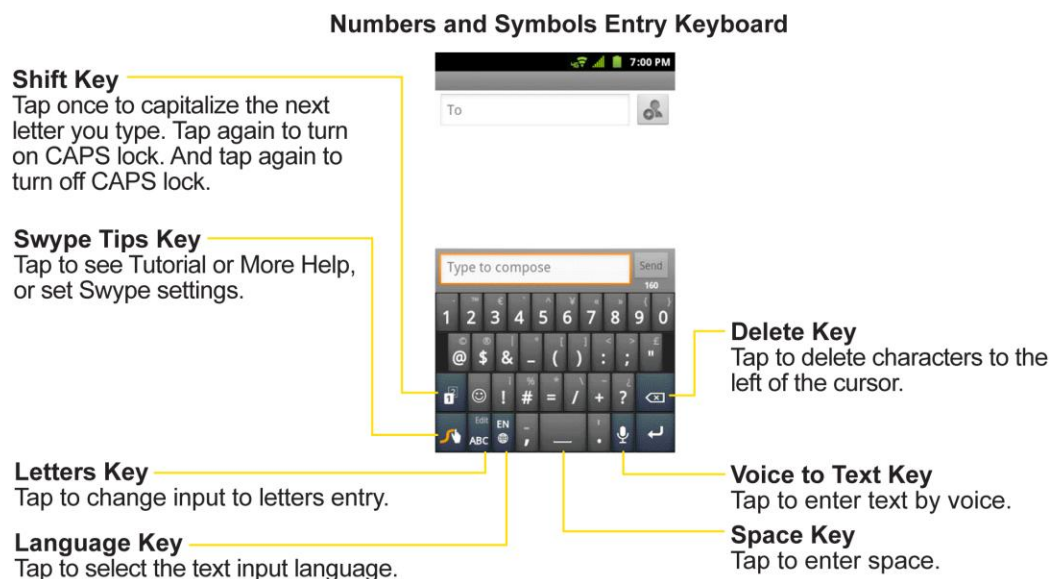 Numbers and Symbols Entry Keyboard
Shift Key
Tap once to capitalize the next
letter you type. Tap again to turn
on CAPS lock. And tap again to
turn off CAPS lock.
Swype Tips Key
Tap to see Tutorial or More Help,
or set Swype settings.
Letters Key
Tap to change input to letters entry.
Language Key
Tap to select the text input language.
4G 7:00 PM
To
Type to compose Send
160
1 2 3 4 5 6 7 8 9 0
@ $ & _ ( ) : ; "
! # = / + ?
Edit EN
ABC , .
Delete Key
Tap to delete characters to the
left of the cursor.
Voice to Text Key
Tap to enter text by voice.
Space Key
Tap to enter space.